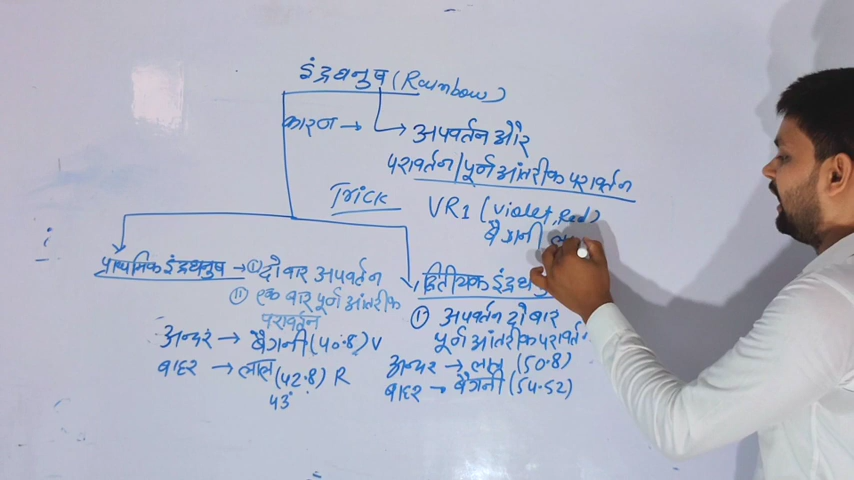 इंद्रधनुष (Rainbow)
कारण → अपवर्तन और
परावर्तन/पूर्ण आंतरीक परावर्तन
Trick VR1 (Violet, Red)
बैगनी
प्राथमिक इंद्रधनुष → (i) दो बार अपवर्तन
(ii) एक बार पूर्ण आंतरीक
परावर्तन
अन्दर → बैगनी (40.8) V
बाहर → लाल (42.8) R
43°
द्वितीयक इंद्रधनु
(i) अपवर्तन दो बार
पूर्ण आंतरीक परावर्त
अन्दर → लाल (50.8)
बाहर → बैगनी (54.52)